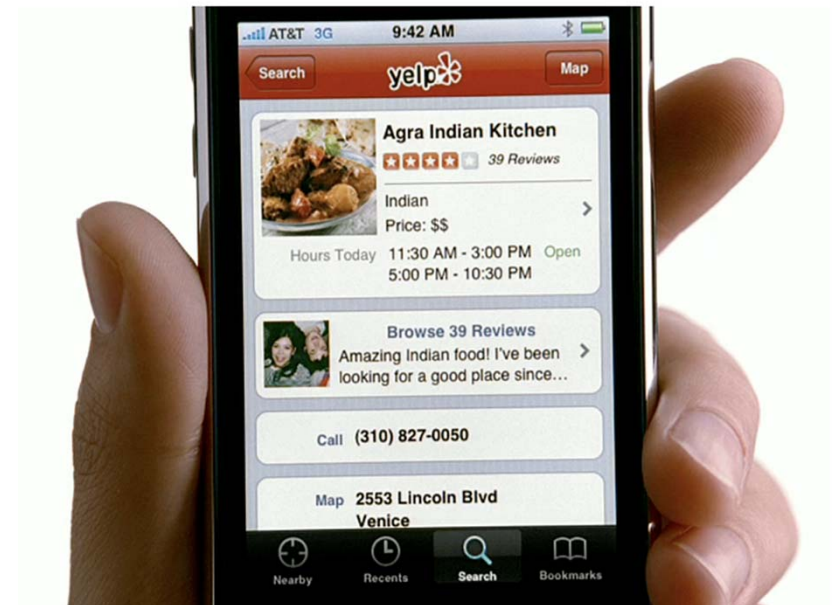 AT&T 3G 9:42 AM
Search yelp Map
Agra Indian Kitchen
39 Reviews
Indian
Price: $$
Hours Today 11:30 AM - 3:00 PM Open
5:00 PM - 10:30 PM
Browse 39 Reviews
Amazing Indian food! I've been
looking for a good place since...
Call (310) 827-0050
Map 2553 Lincoln Blvd
Venice
Nearby Recents Search Bookmarks